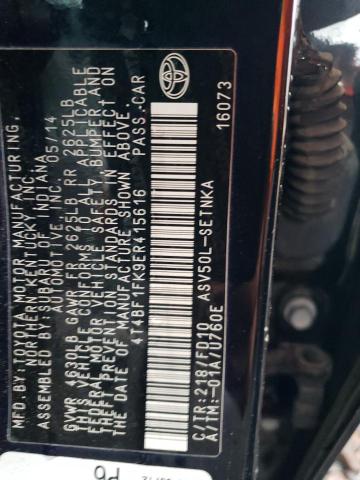 MFD. BY: TOYOTA MOTOR MANUFACTURING,
NORTHERN KENTUCKY, INC.
ASSEMBLED BY: SUBARU OF INDIANA
AUTOMOTIVE, INC. 05/14
GVWR 4630LB GAWR FR 2625LB RR 2625LB
THIS VEHICLE CONFORMS TO ALL APPLICABLE
FEDERAL MOTOR VEHICLE SAFETY, BUMPER, AND
THEFT PREVENTION STANDARDS IN EFFECT ON
THE DATE OF MANUFACTURE SHOWN ABOVE.
4T4BF1FK9ER415616 PASS. CAR
C/TR:218/FD10 ASV50L-SETNKA
A/TM:-01A/U760E 16073